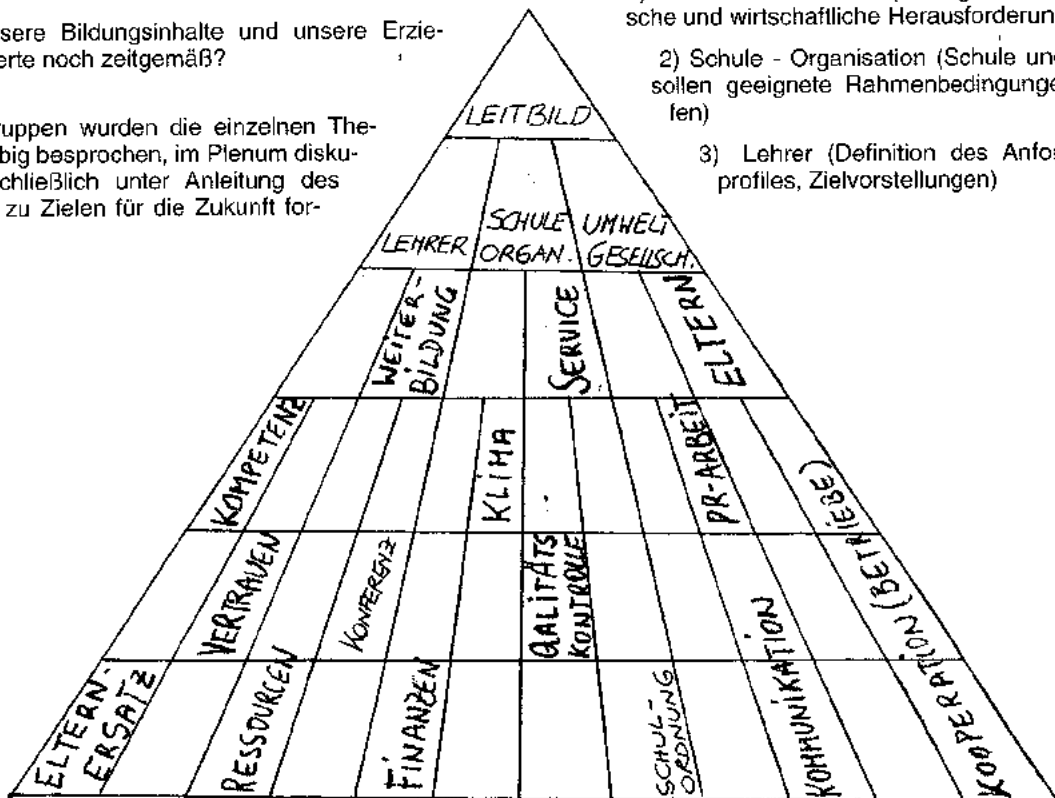 sere Bildungsinhalte und unsere Erzie-
erte noch zeitgemäß?
uppen wurden die einzelnen The-
big besprochen, im Plenum disku-
chließlich unter Anleitung des
zu Zielen für die Zukunft for-
sche und wirtschaftliche Herausforderun
2) Schule - Organisation (Schule un
sollen geeignete Rahmenbedingunge
fen)
3) Lehrer (Definition des Anfo
profiles, Zielvorstellungen)
LEITBILD
LEHRER
SCHULE
ORGAN.
UMWELT
GESELLSCH.
WEITER-
BILDUNG
SERVICE
ELTERN
KOMPETENZ
KLIMA
PR-ARBEIT
VERTRAUEN
KONFERENZ
QALITÄTS
KONTROLLE
ELTERN-
ERSATZ
RESSOURCEN
FINANZEN
SCHUL-
ORDNUNG
KOMMUNIKATION
KOOPERATION (BETRIEBE)